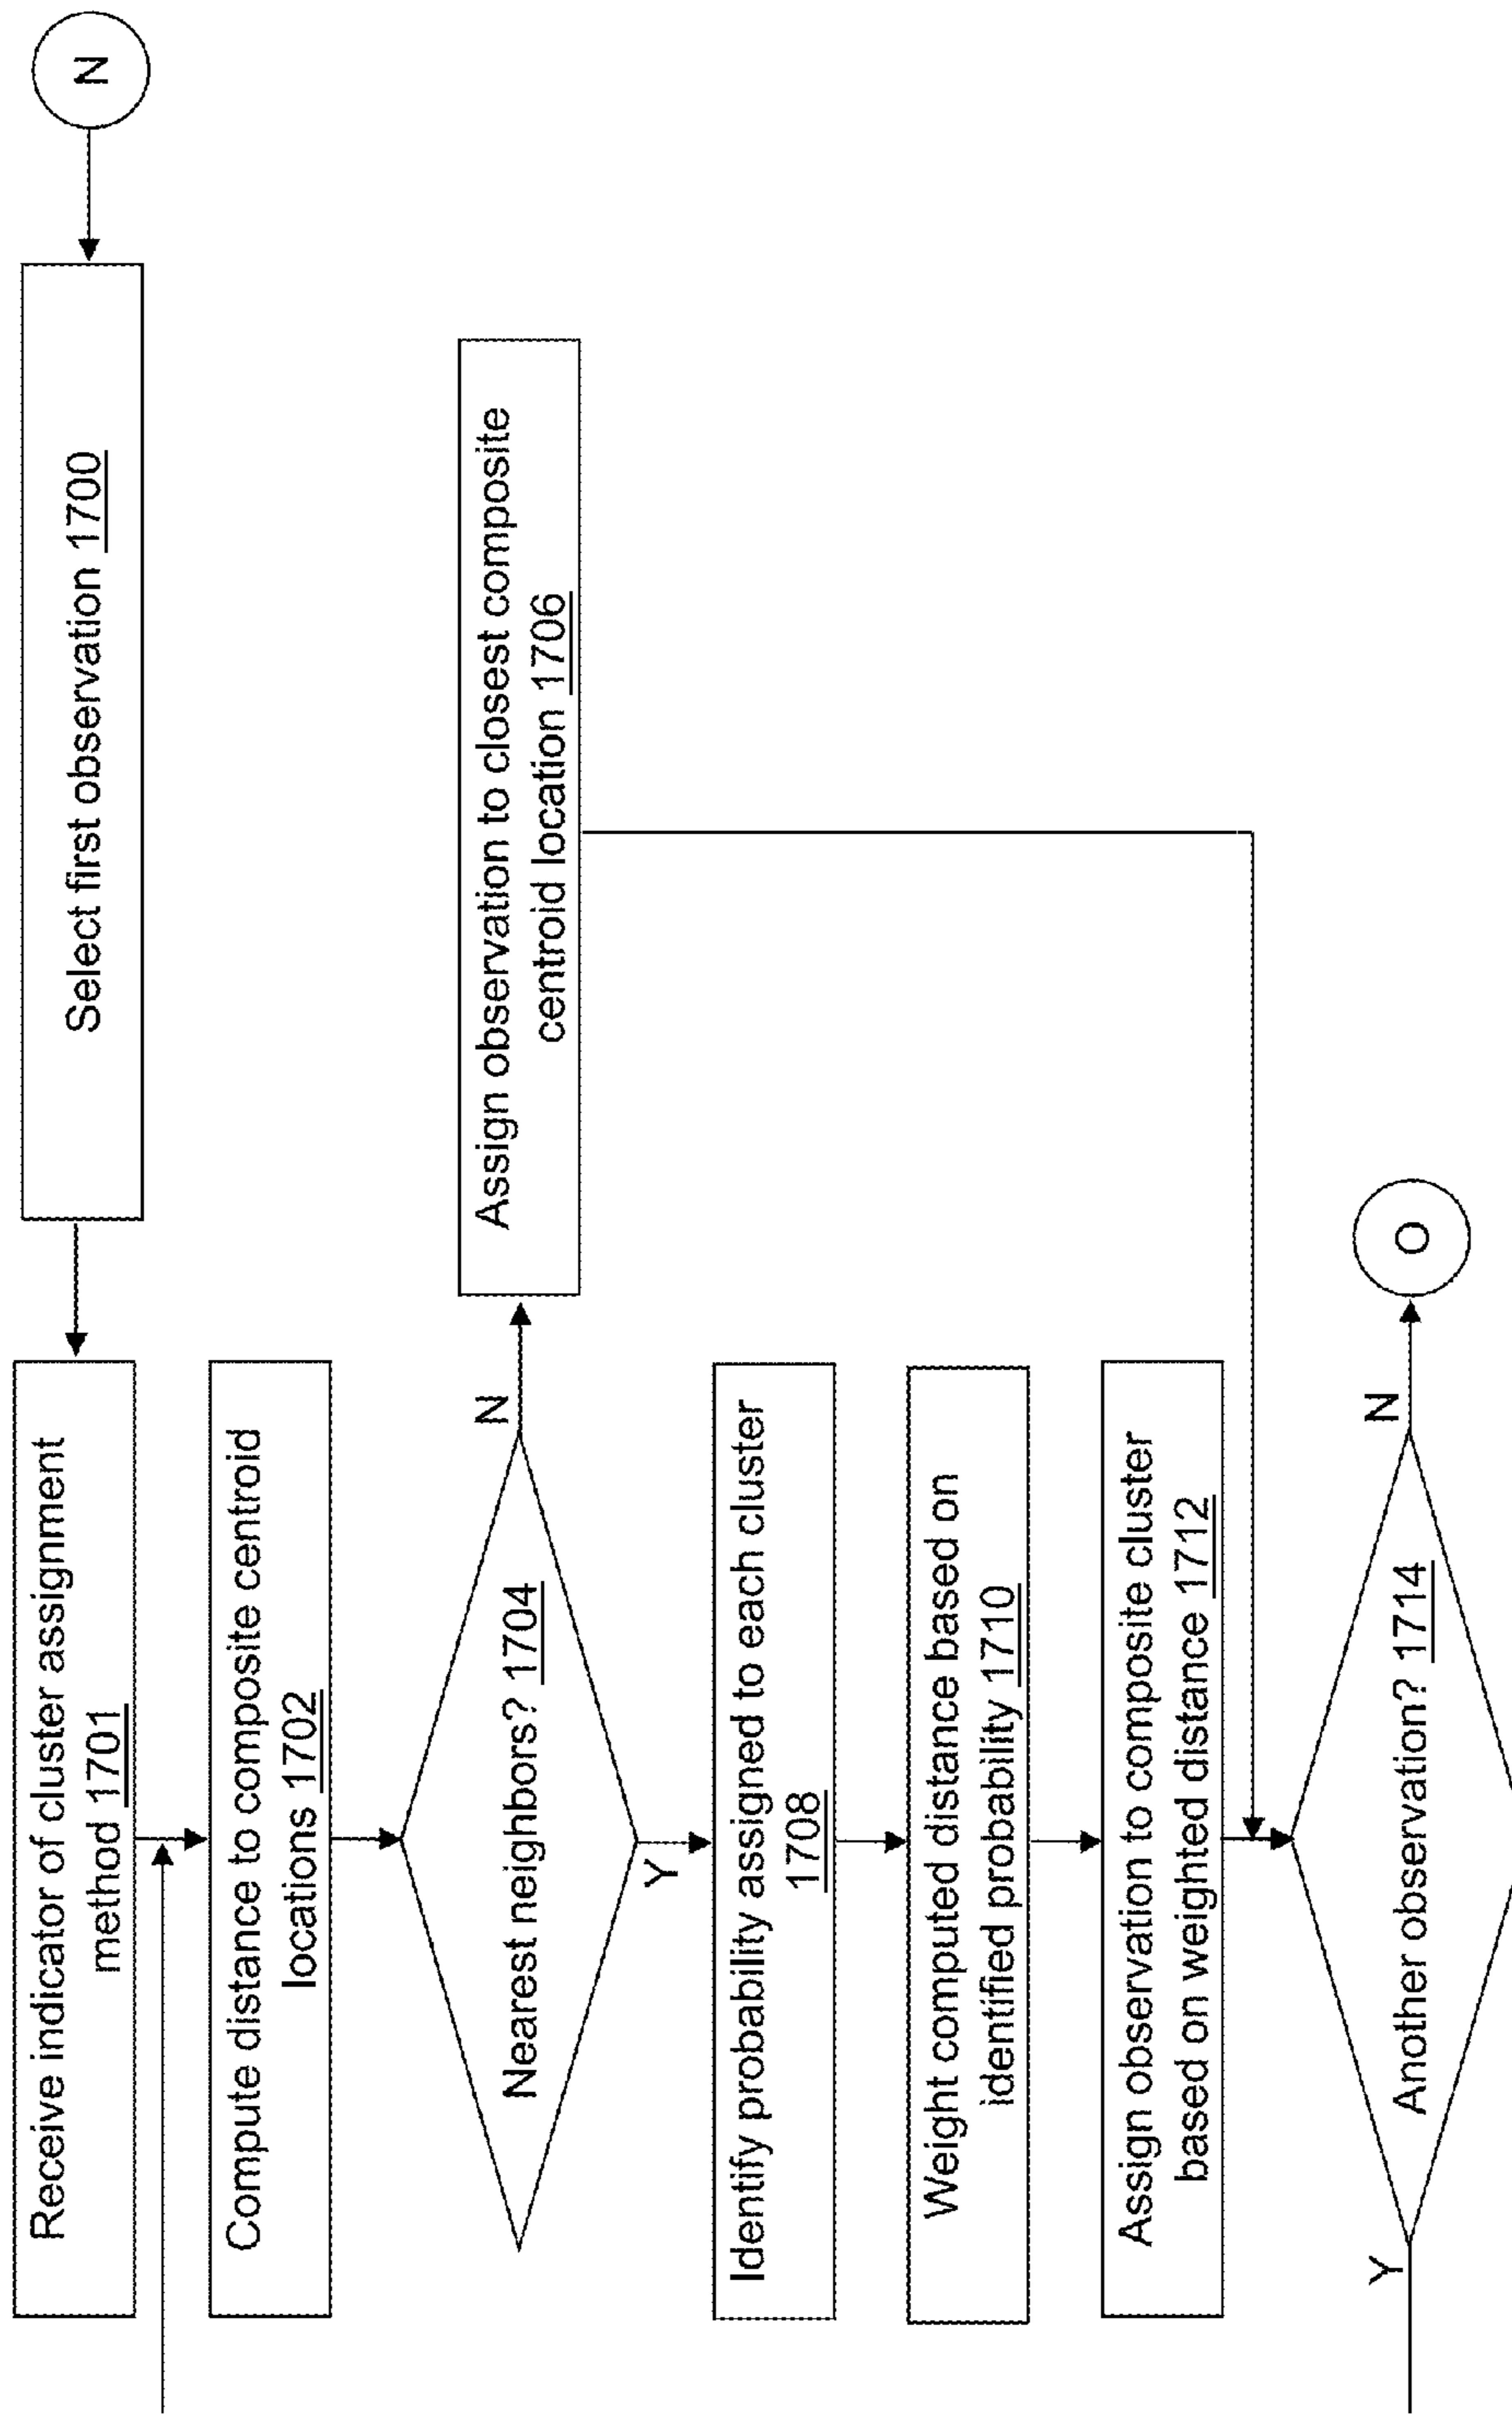 N
Select first observation 1700
Receive indicator of cluster assignment
method 1701
Compute distance to composite centroid
locations 1702
Nearest neighbors? 1704
N
Assign observation to closest composite
centroid location 1706
Y
Identify probability assigned to each cluster
1708
Weight computed distance based on
identified probability 1710
Assign observation to composite cluster
based on weighted distance 1712
Another observation? 1714
Y
N
O